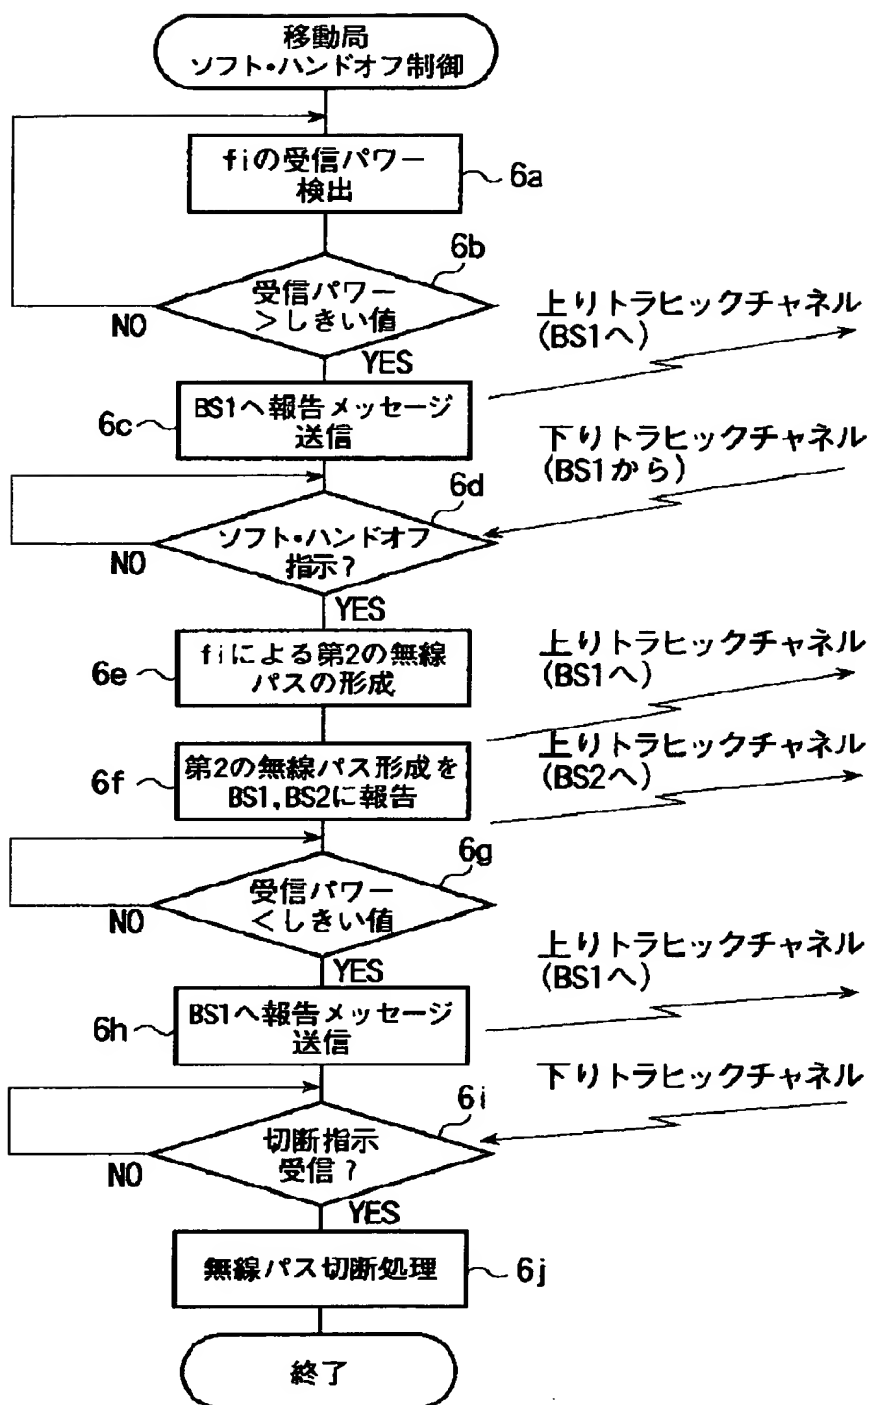 移動局
ソフト・ハンドオフ制御
fiの受信パワー
検出
6a
6b
受信パワー
>しきい値
NO
YES
上りトラヒックチャネル
(BS1へ)
6c
BS1へ報告メッセージ
送信
下りトラヒックチャネル
(BS1から)
6d
ソフト・ハンドオフ
指示?
NO
YES
6e
fiによる第2の無線
パスの形成
上りトラヒックチャネル
(BS1へ)
6f
第2の無線パス形成を
BS1,BS2に報告
上りトラヒックチャネル
(BS2へ)
6g
受信パワー
<しきい値
NO
YES
上りトラヒックチャネル
(BS1へ)
6h
BS1へ報告メッセージ
送信
下りトラヒックチャネル
6i
切断指示
受信?
NO
YES
無線パス切断処理
6j
終了